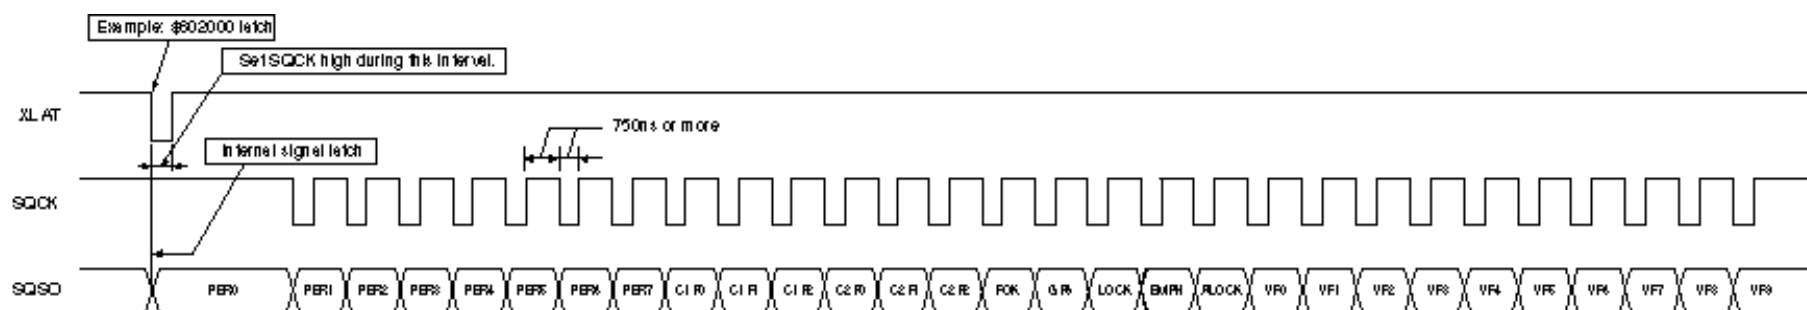 Example: $602000 latch
Set SQCK high during this interval.
XLAT
750ns or more
Internal signal latch
SQCK
SQSO PER0 PER1 PER2 PER3 PER4 PER5 PER6 PER7 C1F0 C1F1 C1F2 C2F0 C2F1 C2F2 FOK GFS LOCK EMPH ALOCK VF0 VF1 VF2 VF3 VF4 VF5 VF6 VF7 VF8 VF9